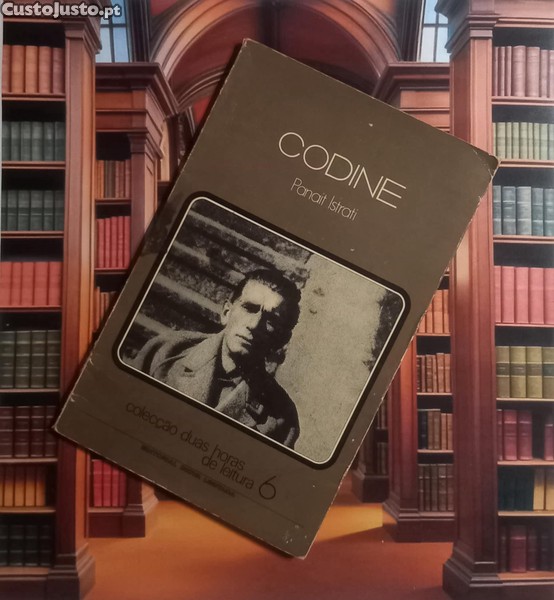 CustoJusto.pt
CODINE
Panait Istrati
colecção duas horas
de leitura 6